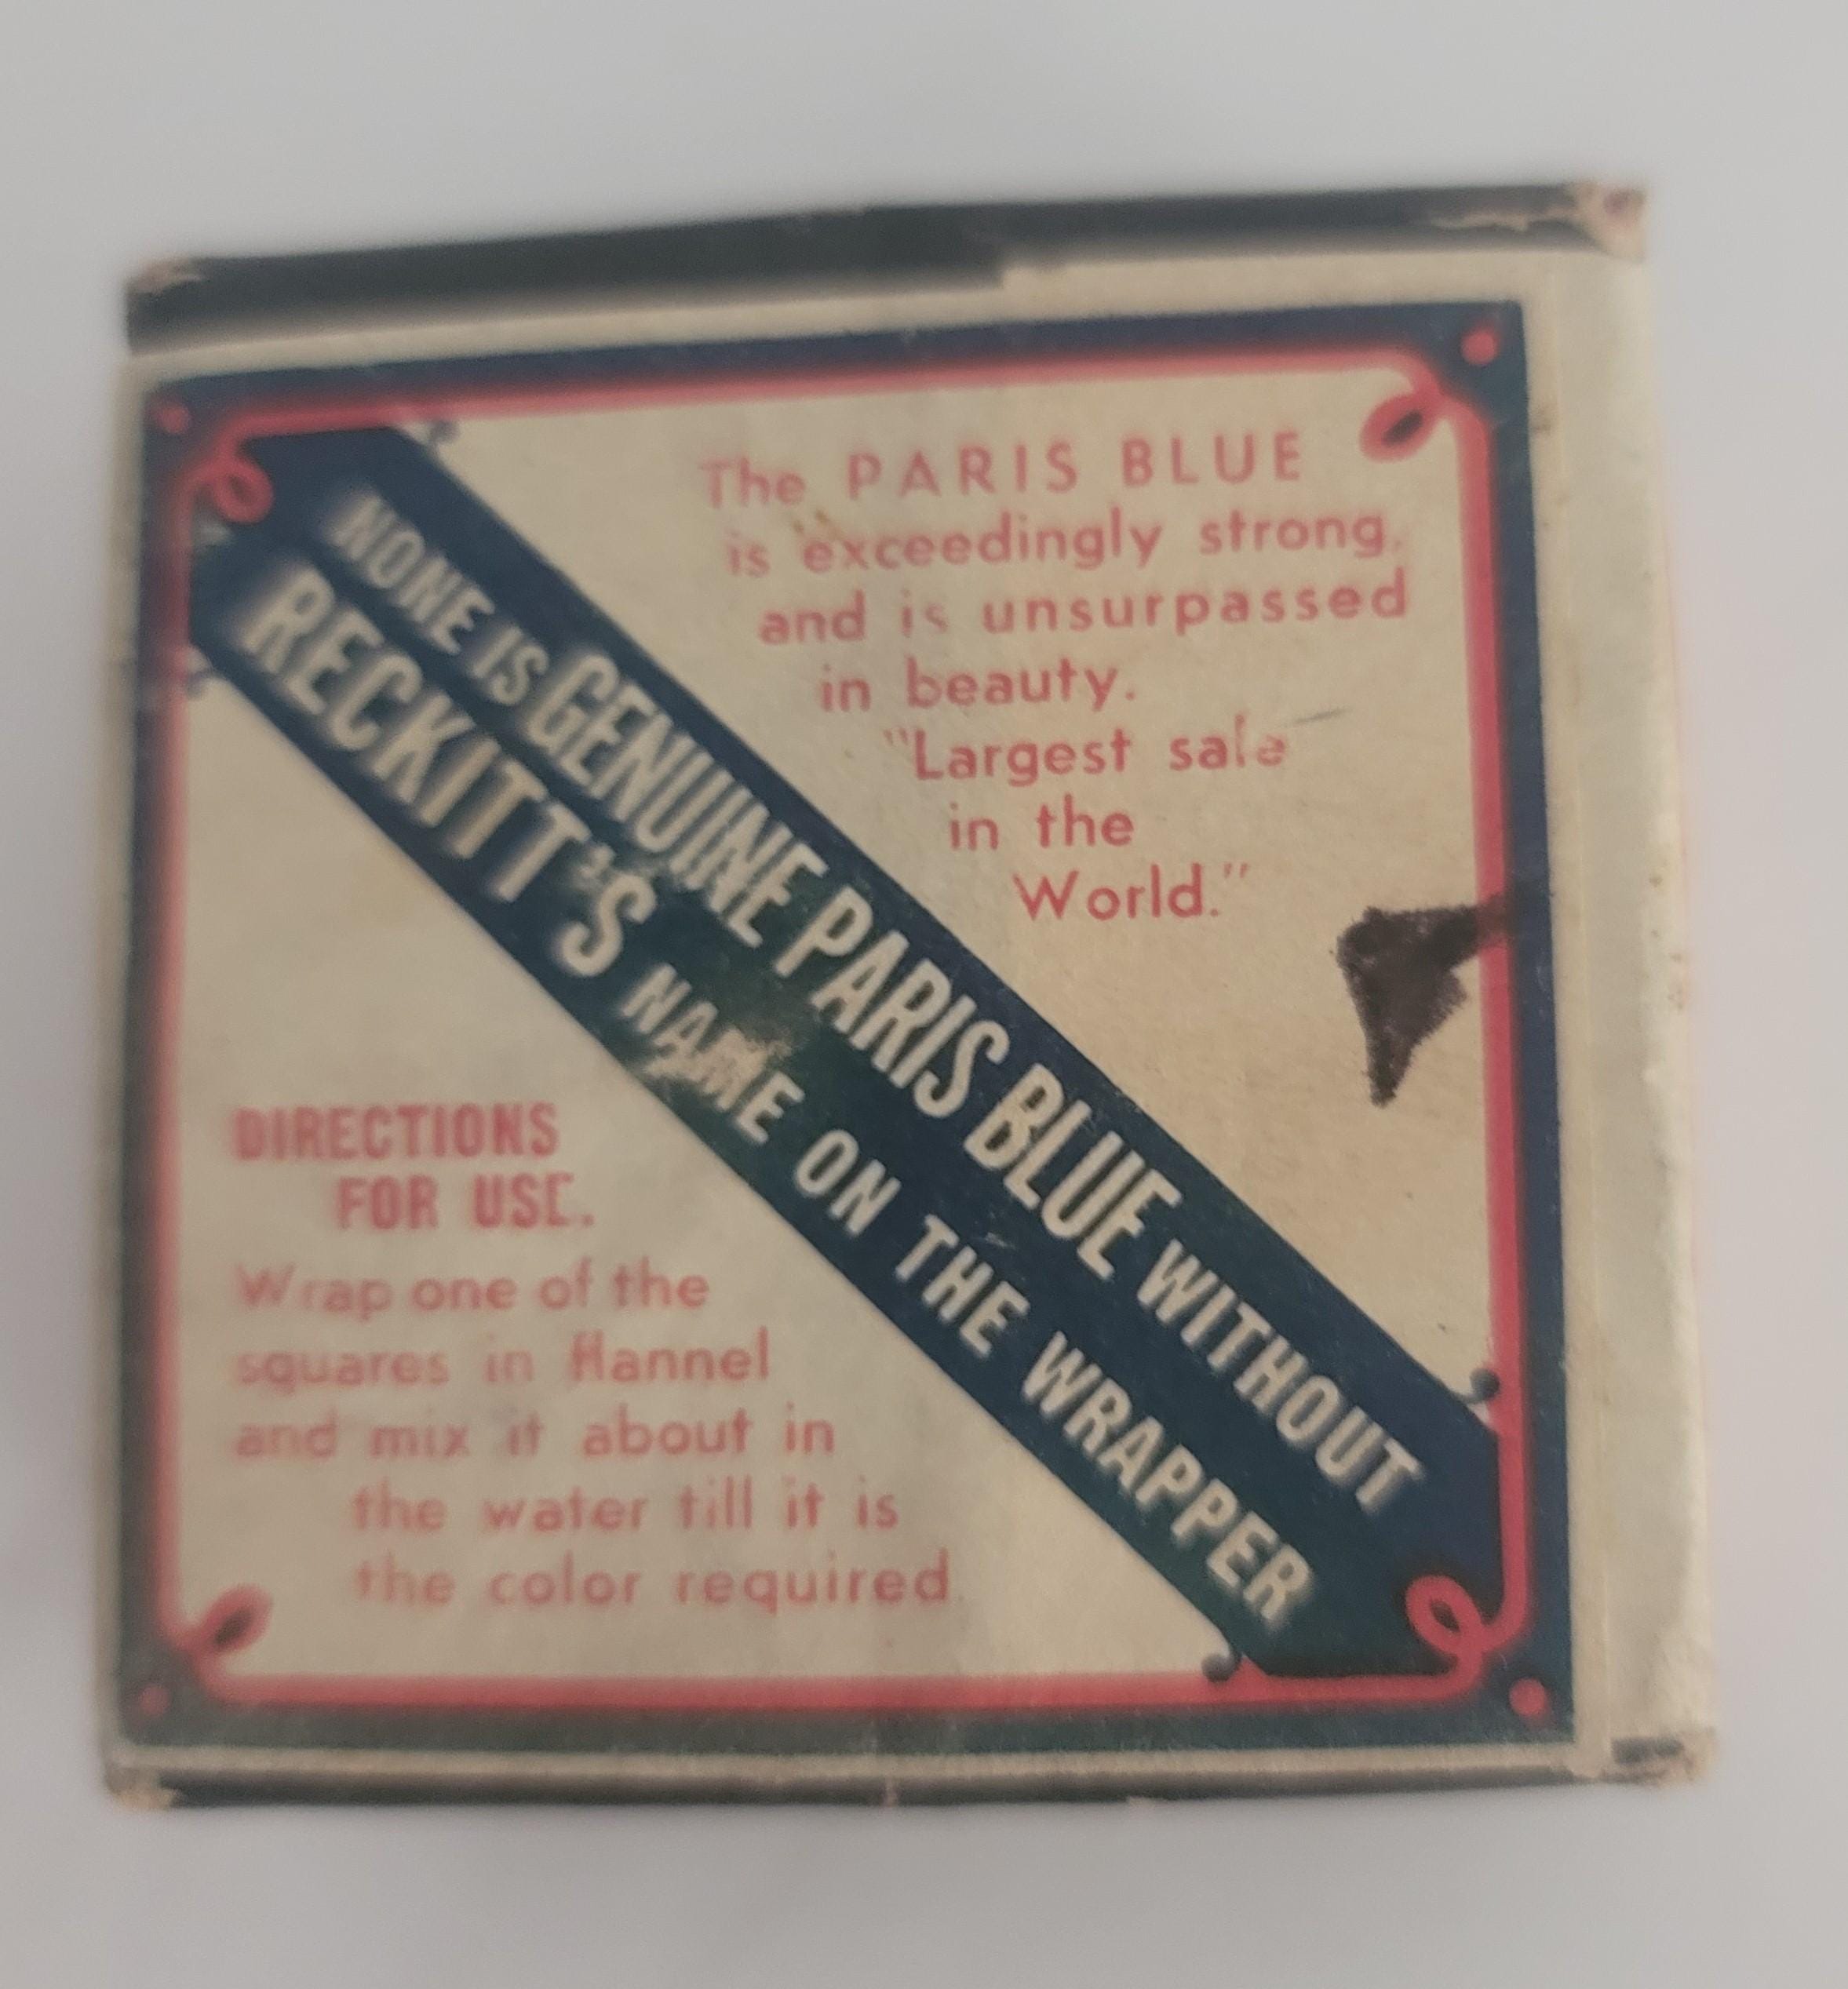 The PARIS BLUE
is exceedingly strong,
and is unsurpassed
in beauty.
"Largest sale
in the
World."
NONE IS GENUINE PARIS BLUE WITHOUT
RECKITT'S NAME ON THE WRAPPER
DIRECTIONS
FOR USE.
Wrap one of the
squares in flannel
and mix it about in
the water till it is
the color required.